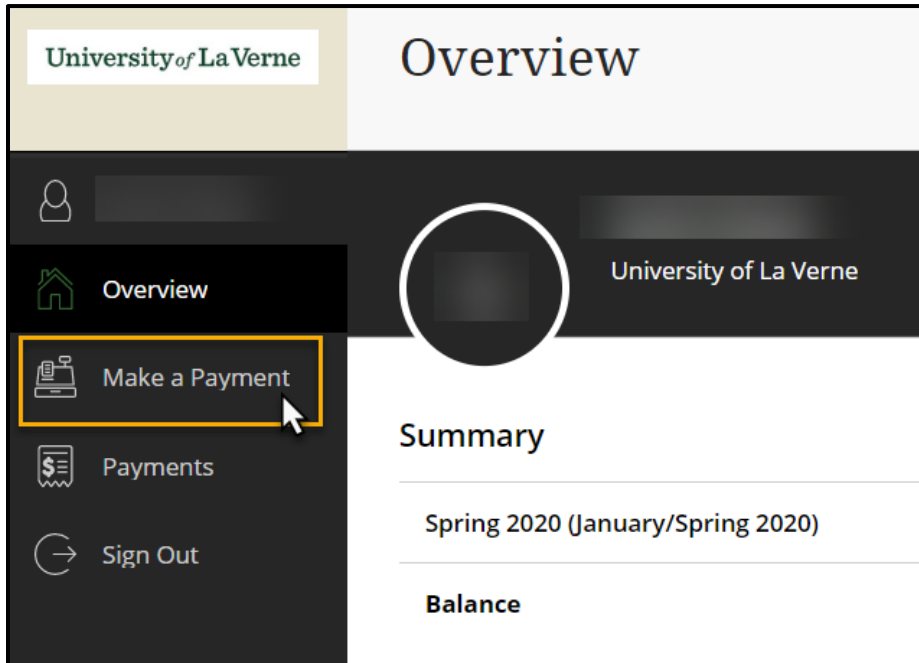 University of La Verne
Overview
Overview
Make a Payment
Payments
Sign Out
University of La Verne
Summary
Spring 2020 (January/Spring 2020)
Balance